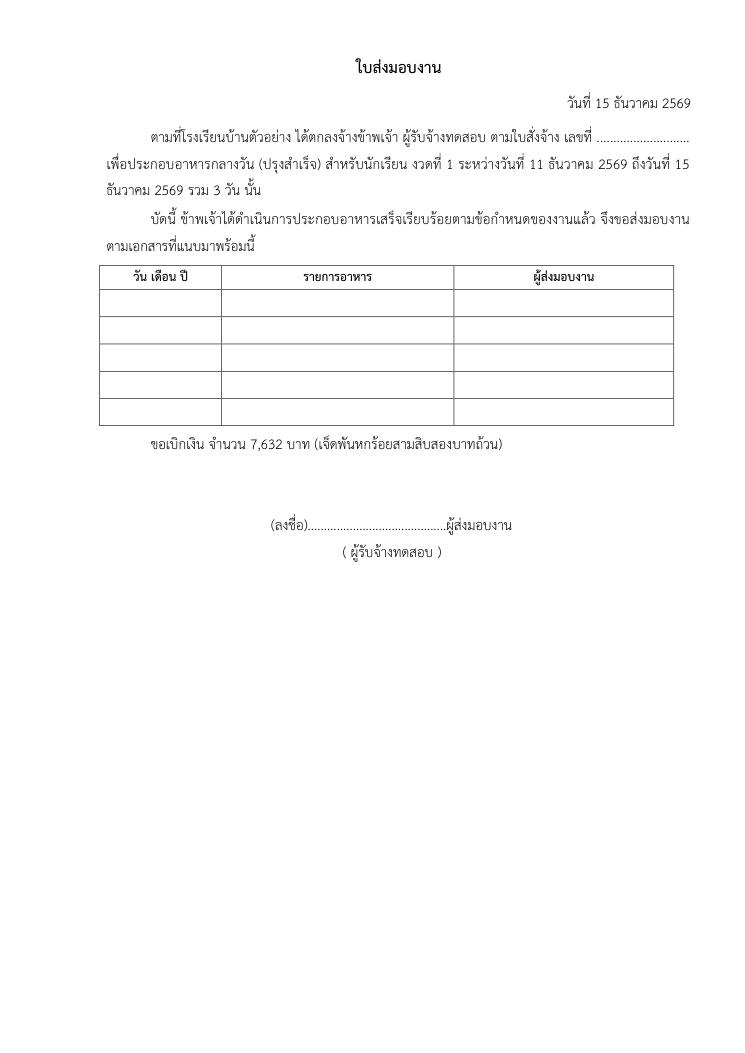 ใบส่งมอบงาน
วันที่ 15 ธันวาคม 2569
ตามที่โรงเรียนบ้านตัวอย่าง ได้ตกลงจ้างข้าพเจ้า ผู้รับจ้างทดสอบ ตามใบสั่งจ้าง เลขที่ ............................
เพื่อประกอบอาหารกลางวัน (ปรุงสำเร็จ) สำหรับนักเรียน งวดที่ 1 ระหว่างวันที่ 11 ธันวาคม 2569 ถึงวันที่ 15
ธันวาคม 2569 รวม 3 วัน นั้น
บัดนี้ ข้าพเจ้าได้ดำเนินการประกอบอาหารเสร็จเรียบร้อยตามข้อกำหนดของงานแล้ว จึงขอส่งมอบงาน
ตามเอกสารที่แนบมาพร้อมนี้
วัน เดือน ปี รายการอาหาร ผู้ส่งมอบงาน
ขอเบิกเงิน จำนวน 7,632 บาท (เจ็ดพันหกร้อยสามสิบสองบาทถ้วน)
(ลงชื่อ)...........................................ผู้ส่งมอบงาน
( ผู้รับจ้างทดสอบ )